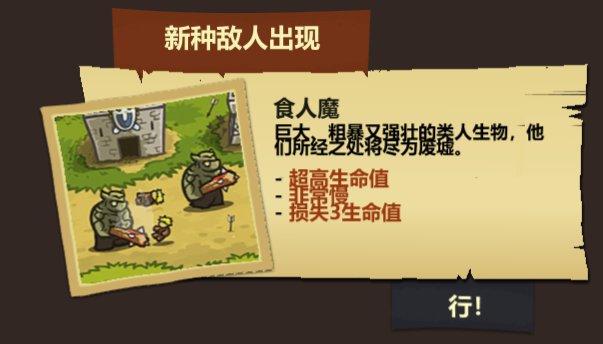 新种敌人出现
食人魔
巨大，粗暴又强壮的类人生物，他
们所经之处将尽为废墟。
- 超高生命值
- 非常慢
- 损失3生命值
行！